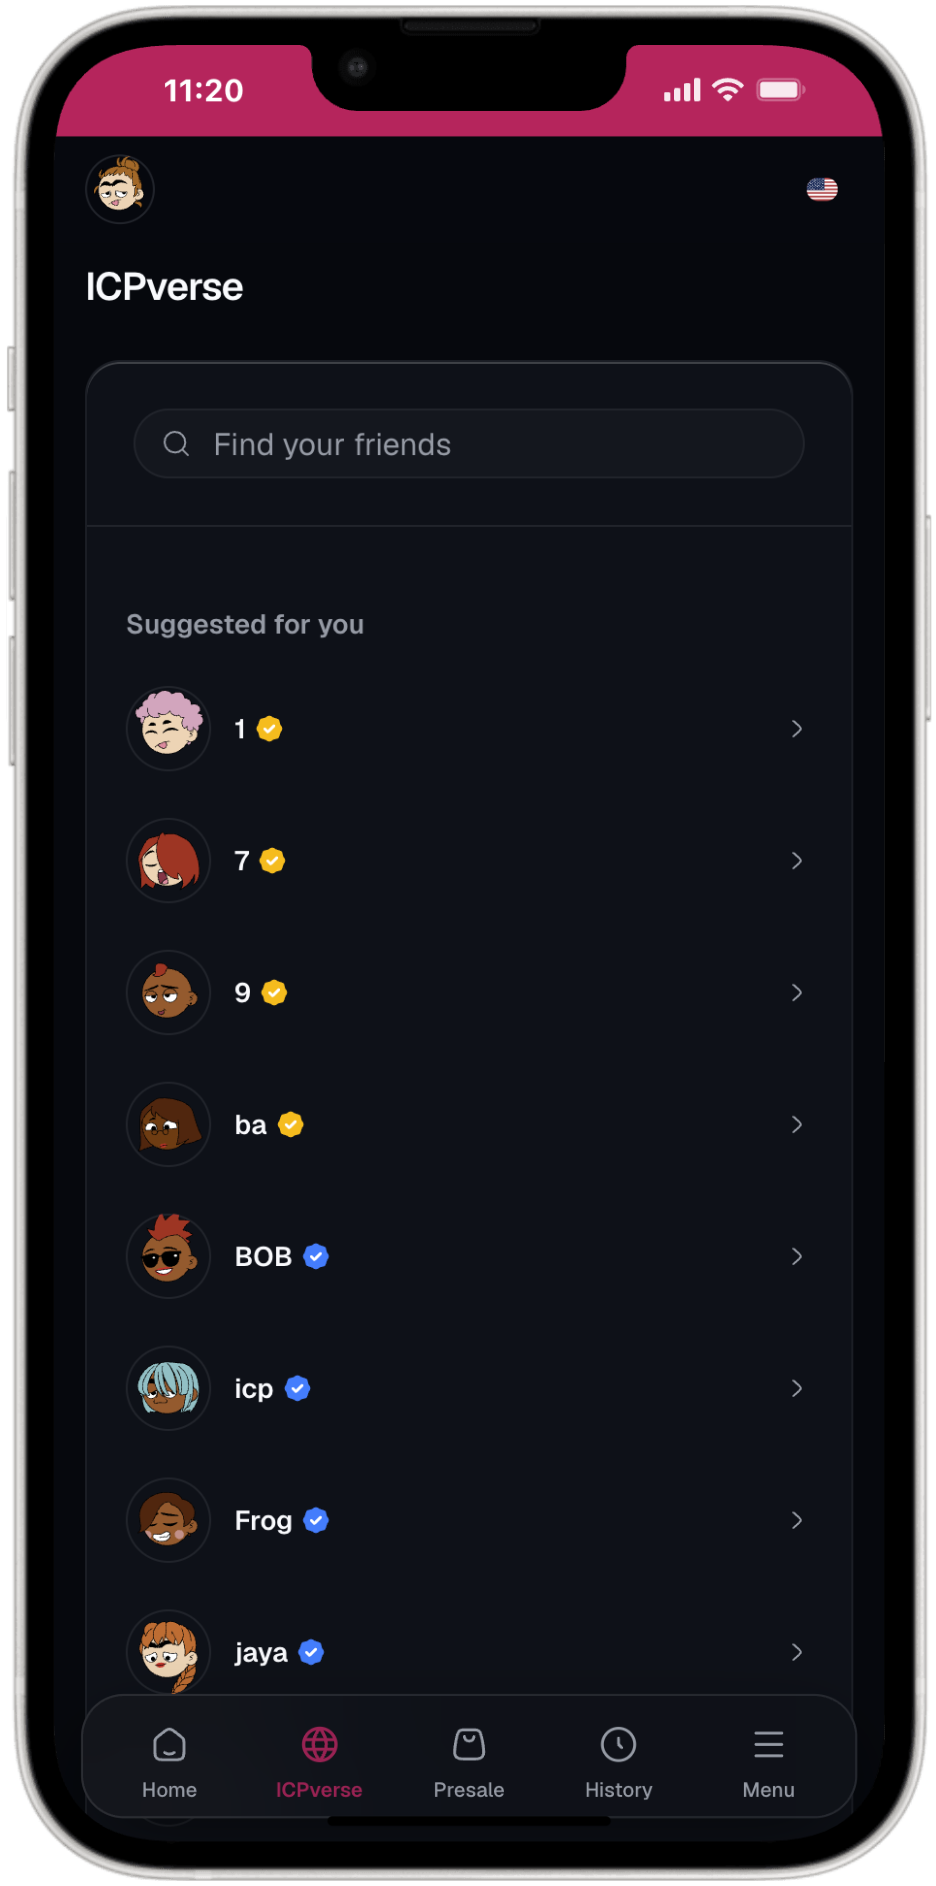 11:20
ICPverse
Find your friends
Suggested for you
1
7
9
ba
BOB
icp
Frog
jaya
Home
ICPverse
Presale
History
Menu